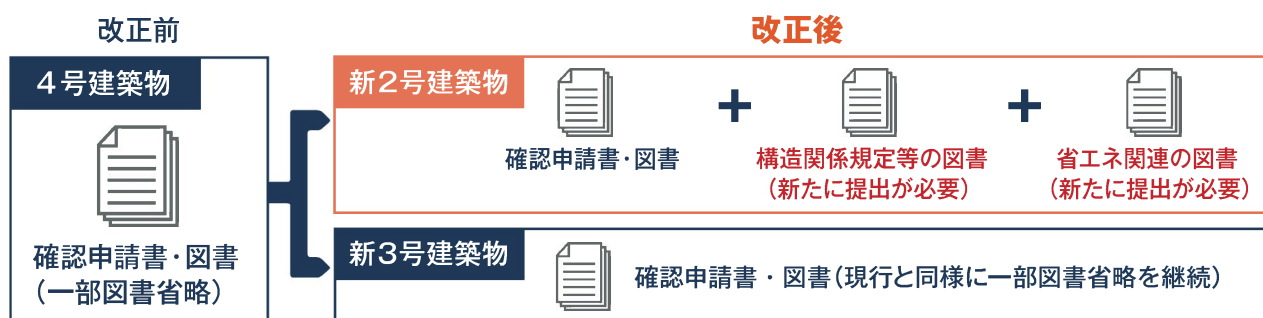 改正前
4号建築物
確認申請書・図書
（一部図書省略）
改正後
新2号建築物
確認申請書・図書
+
構造関係規定等の図書
（新たに提出が必要）
+
省エネ関連の図書
（新たに提出が必要）
新3号建築物
確認申請書・図書（現行と同様に一部図書省略を継続）